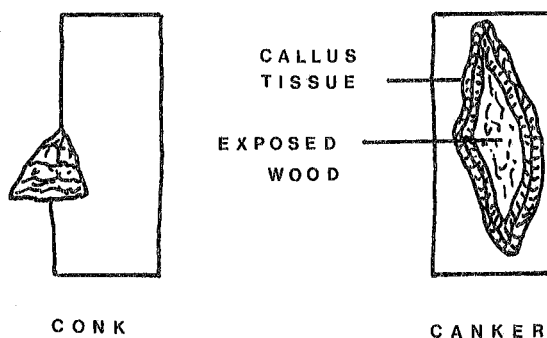 CALLUS
TISSUE
EXPOSED
WOOD
CONK
CANKER